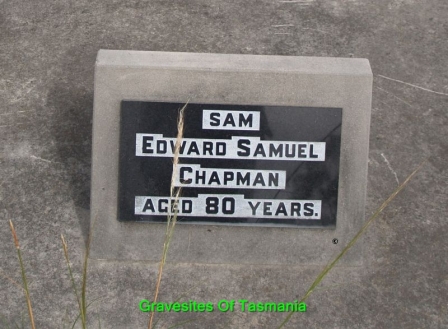 SAM
EDWARD SAMUEL
CHAPMAN
AGED 80 YEARS.
Gravesites Of Tasmania